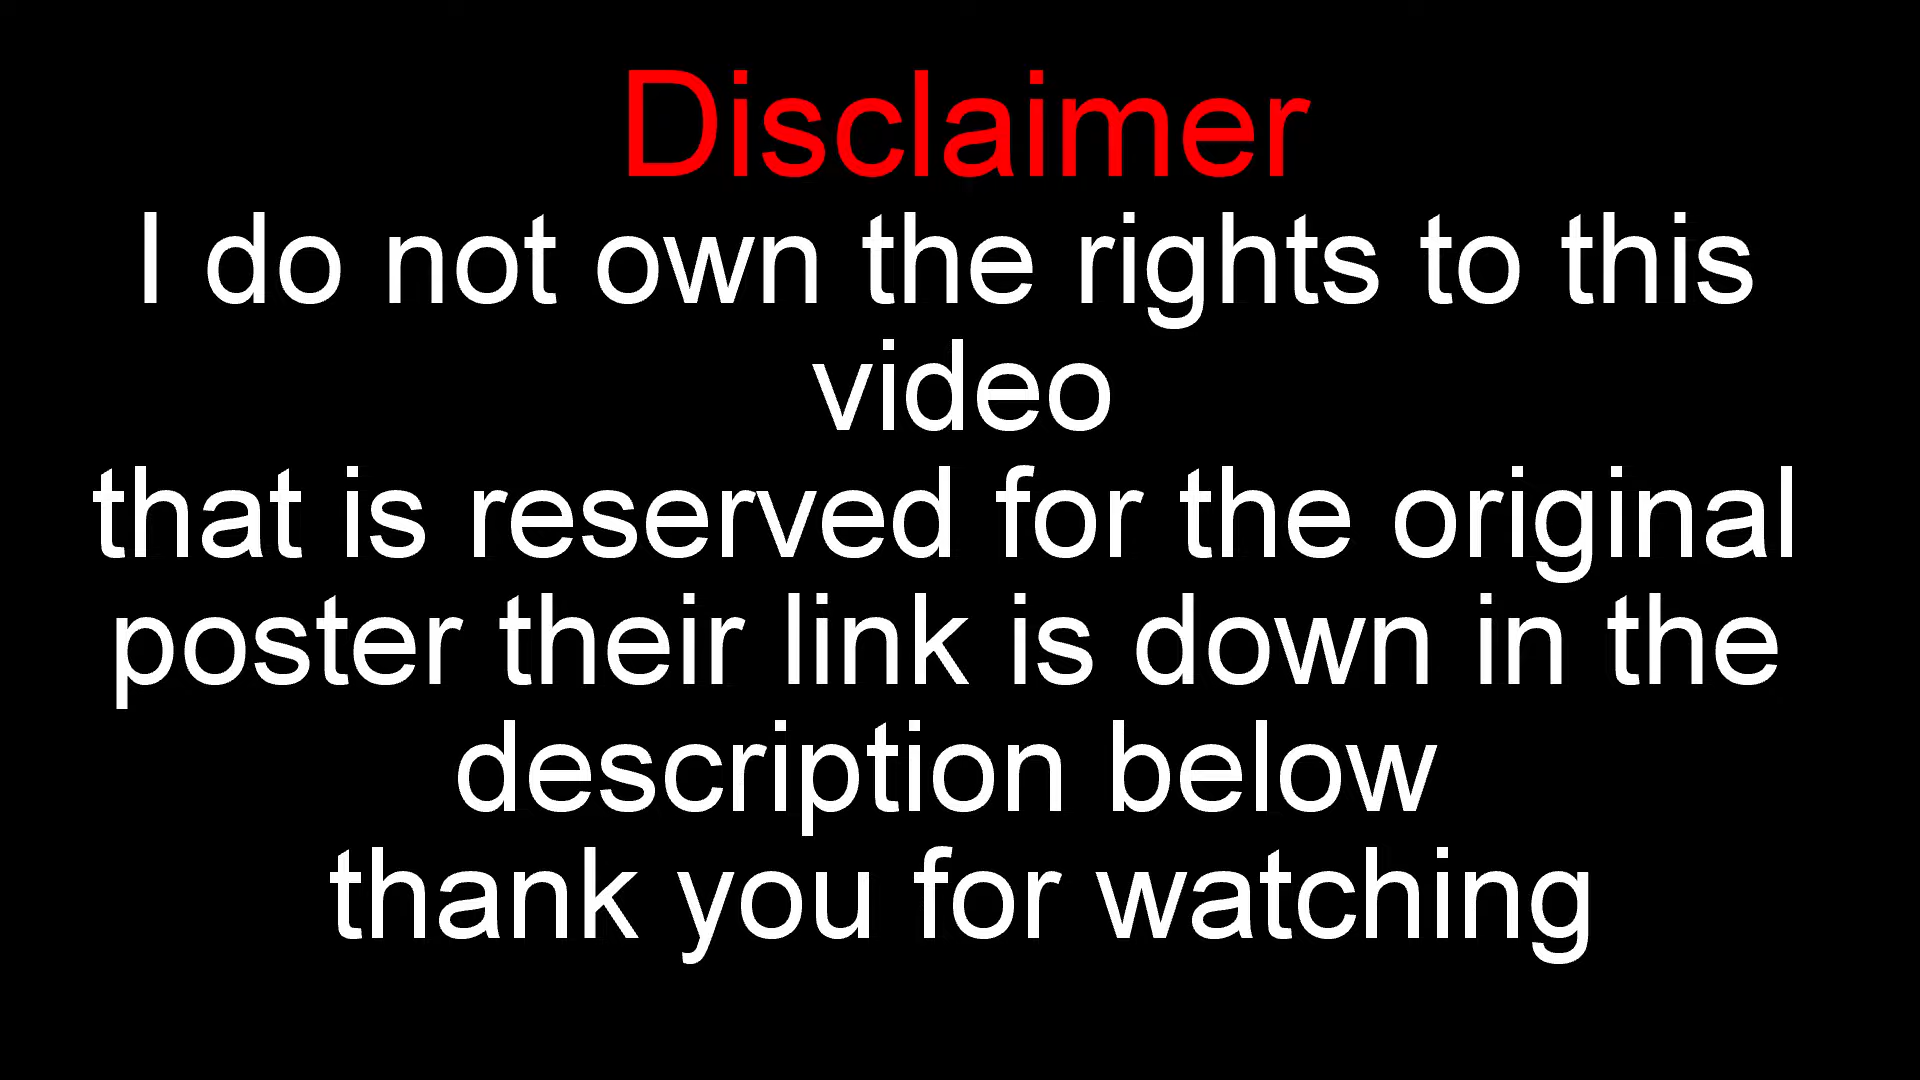 Disclaimer
I do not own the rights to this
video
that is reserved for the original
poster their link is down in the
description below
thank you for watching